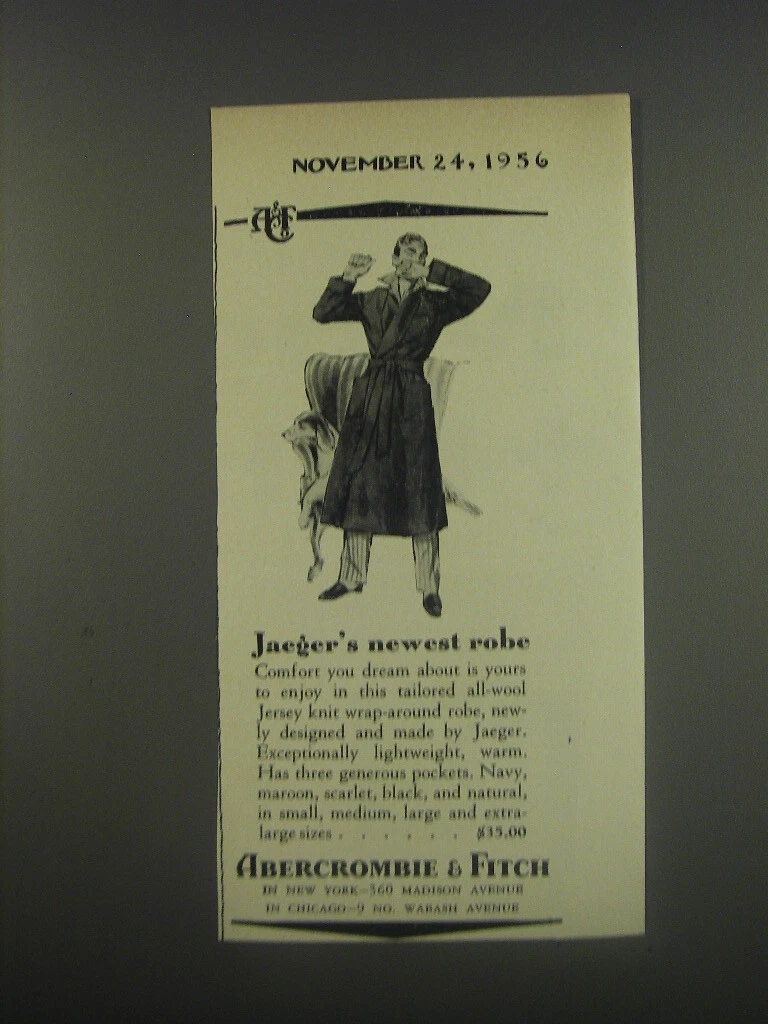 NOVEMBER 24, 1956
A&F
Jaeger's newest robe
Comfort you dream about is yours
to enjoy in this tailored all-wool
Jersey knit wrap-around robe, new-
ly designed and made by Jaeger.
Exceptionally lightweight, warm.
Has three generous pockets. Navy,
maroon, scarlet, black, and natural,
in small, medium, large and extra-
large sizes . . . . . . $35.00
ABERCROMBIE & FITCH
IN NEW YORK—360 MADISON AVENUE
IN CHICAGO—9 NO. WABASH AVENUE